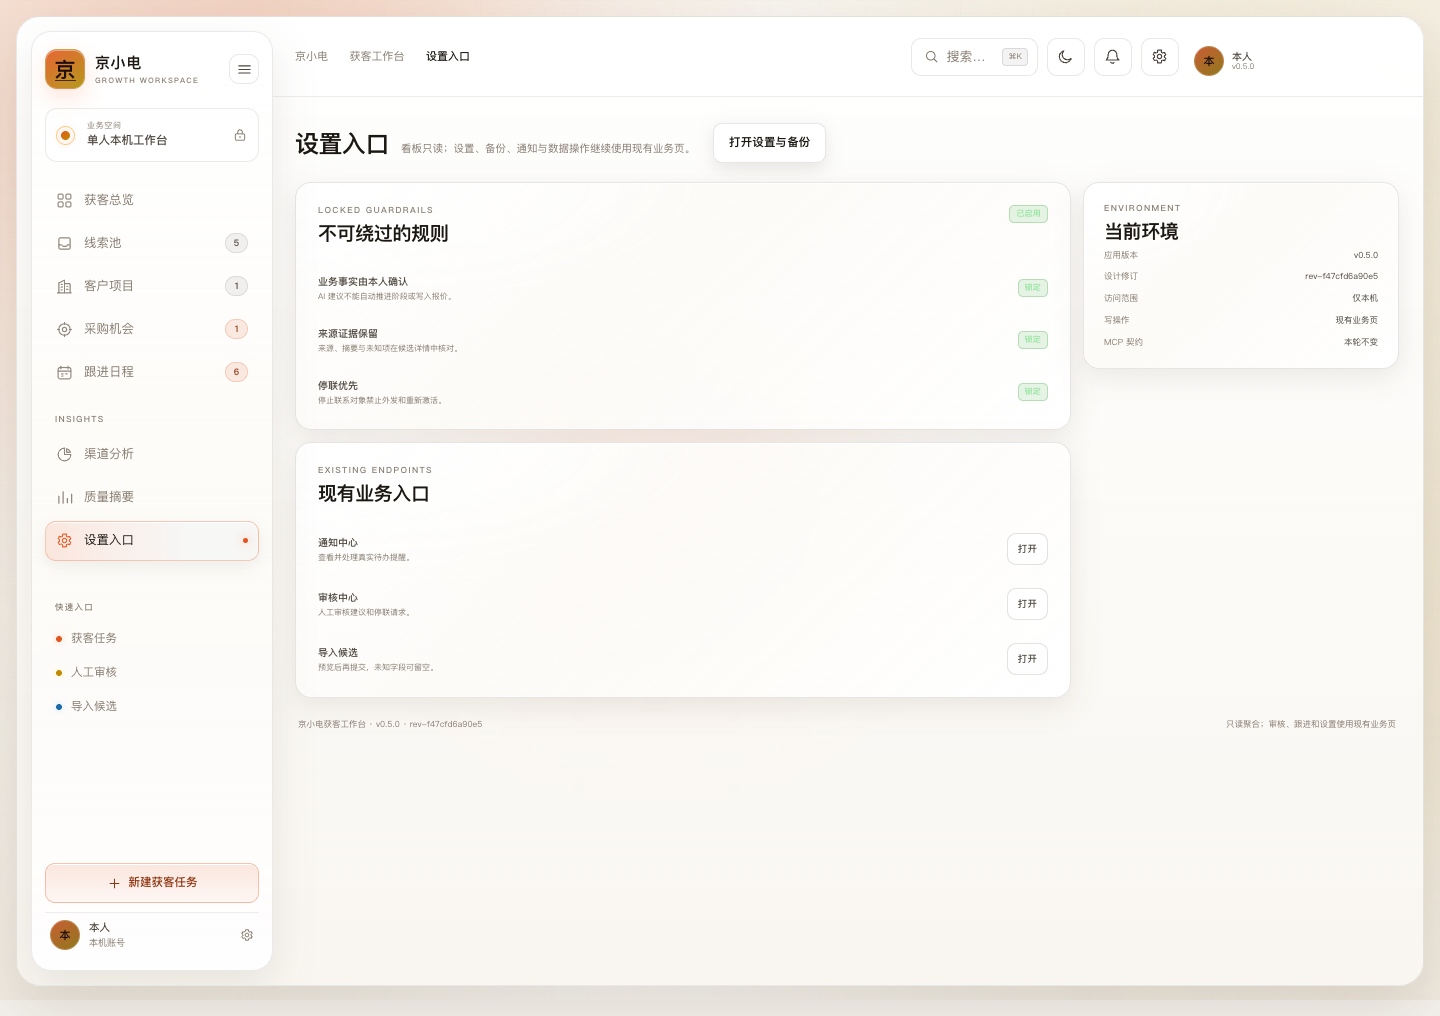 京
京小电
GROWTH WORKSPACE
业务空间
单人本机工作台
获客总览
线索池 5
客户项目 1
采购机会 1
跟进日程 6
INSIGHTS
渠道分析
质量摘要
设置入口
快速入口
获客任务
人工审核
导入候选
新建获客任务
本
本人
本机账号
京小电 获客工作台 设置入口
搜索… ⌘K
本
本人
v0.5.0
设置入口
看板只读；设置、备份、通知与数据操作继续使用现有业务页。
打开设置与备份
LOCKED GUARDRAILS
不可绕过的规则
已启用
业务事实由本人确认
AI 建议不能自动推进阶段或写入报价。
锁定
来源证据保留
来源、摘要与未知项在候选详情中核对。
锁定
停联优先
停止联系对象禁止外发和重新激活。
锁定
ENVIRONMENT
当前环境
应用版本 v0.5.0
设计修订 rev-f47cfd6a90e5
访问范围 仅本机
写操作 现有业务页
MCP 契约 本轮不变
EXISTING ENDPOINTS
现有业务入口
通知中心
查看并处理真实待办提醒。
打开
审核中心
人工审核建议和停联请求。
打开
导入候选
预览后再提交，未知字段可留空。
打开
京小电获客工作台 · v0.5.0 · rev-f47cfd6a90e5
只读聚合；审核、跟进和设置使用现有业务页